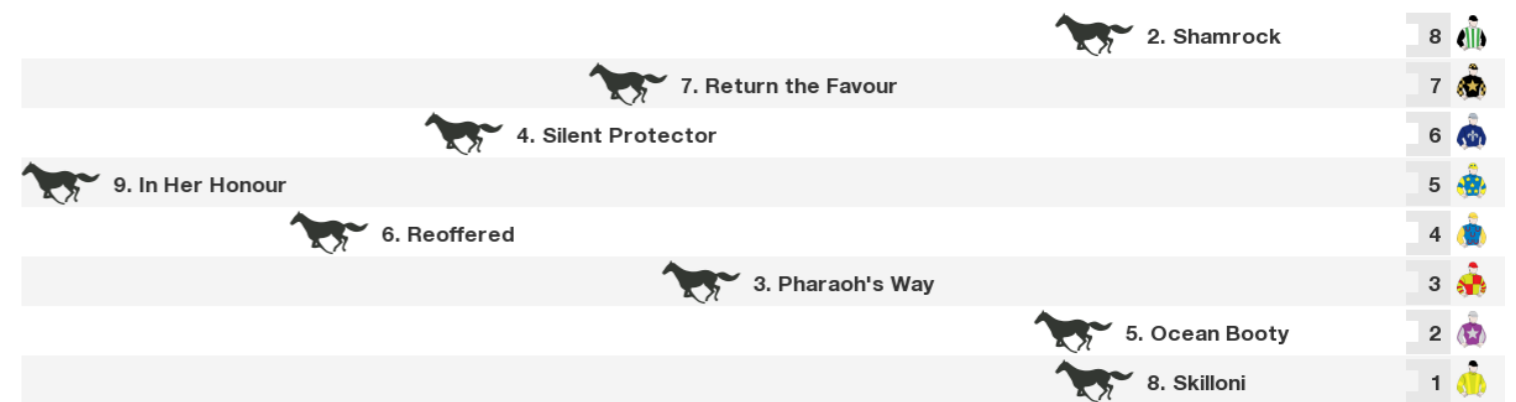 2. Shamrock 8
7. Return the Favour 7
4. Silent Protector 6
9. In Her Honour 5
6. Reoffered 4
3. Pharaoh's Way 3
5. Ocean Booty 2
8. Skilloni 1